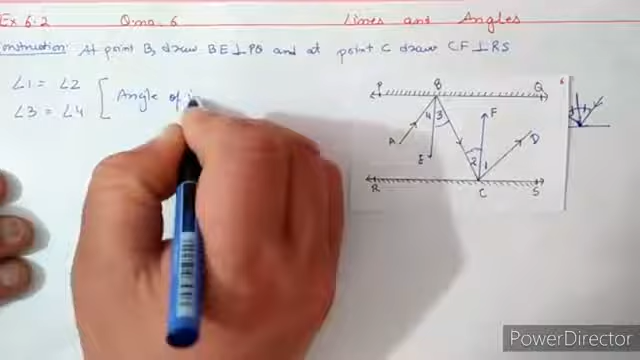 Ex 6.2 Qno. 6 Lines and Angles
onstruction: At point B, draw BE⊥PQ and at point C draw CF⊥RS
∠1 = ∠2
∠3 = ∠4 [ Angle of
P B Q
4 3 F
A D
E
2 1
R C S
PowerDirector